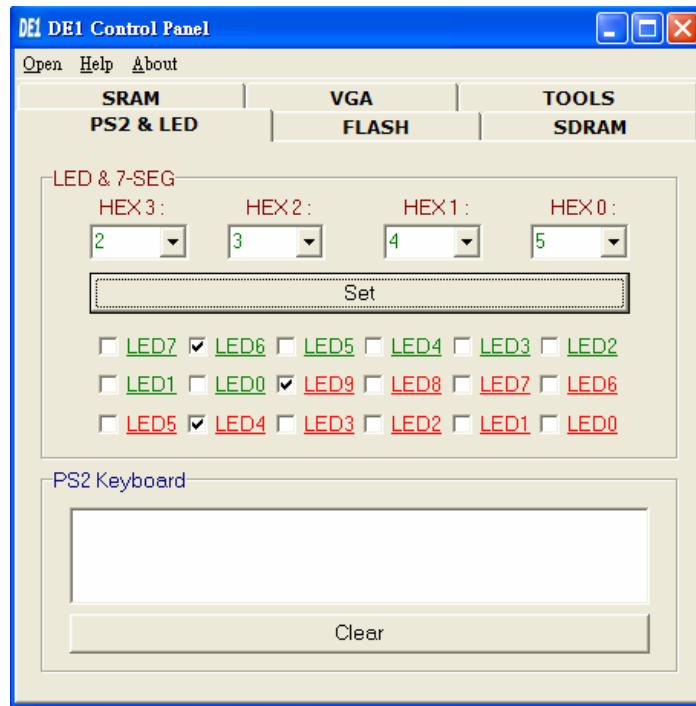 DE1 DE1 Control Panel
Open Help About
SRAM VGA TOOLS
PS2 & LED FLASH SDRAM
LED & 7-SEG
HEX 3 : HEX 2 : HEX 1 : HEX 0 :
2 3 4 5
Set
LED7 LED6 LED5 LED4 LED3 LED2
LED1 LED0 LED9 LED8 LED7 LED6
LED5 LED4 LED3 LED2 LED1 LED0
PS2 Keyboard
Clear